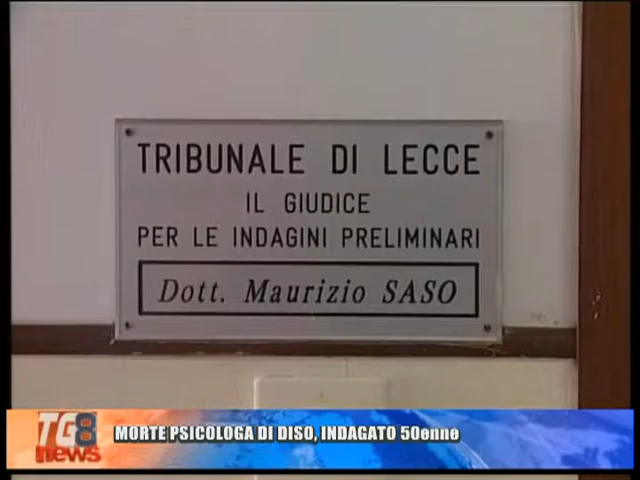 TRIBUNALE DI LECCE
IL GIUDICE
PER LE INDAGINI PRELIMINARI
Dott. Maurizio SASO
TG8
news
MORTE PSICOLOGA DI DISO, INDAGATO 50enne